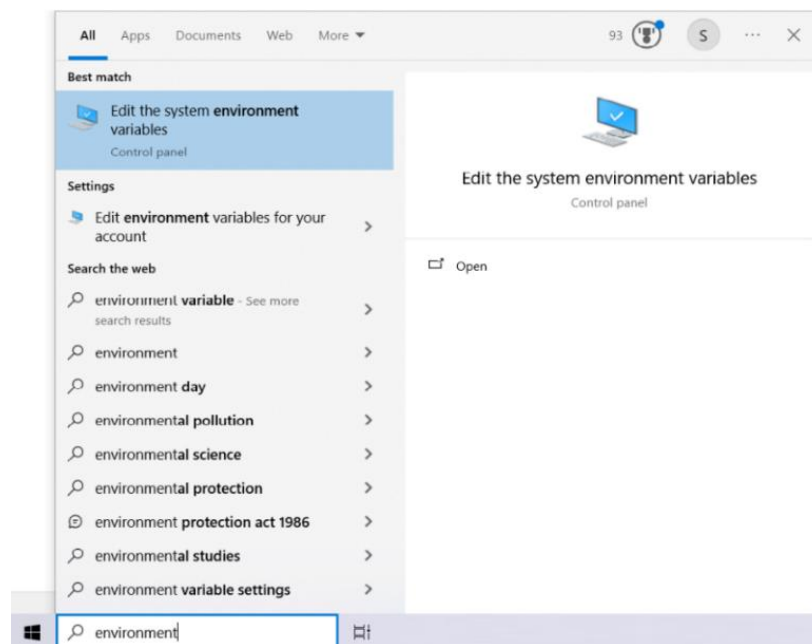 All Apps Documents Web More 93 S
Best match
Edit the system environment
variables
Control panel
Settings
Edit environment variables for your
account
Search the web
environment variable - See more
search results
environment
environment day
environmental pollution
environmental science
environmental protection
environment protection act 1986
environmental studies
environment variable settings
environment
Edit the system environment variables
Control panel
Open